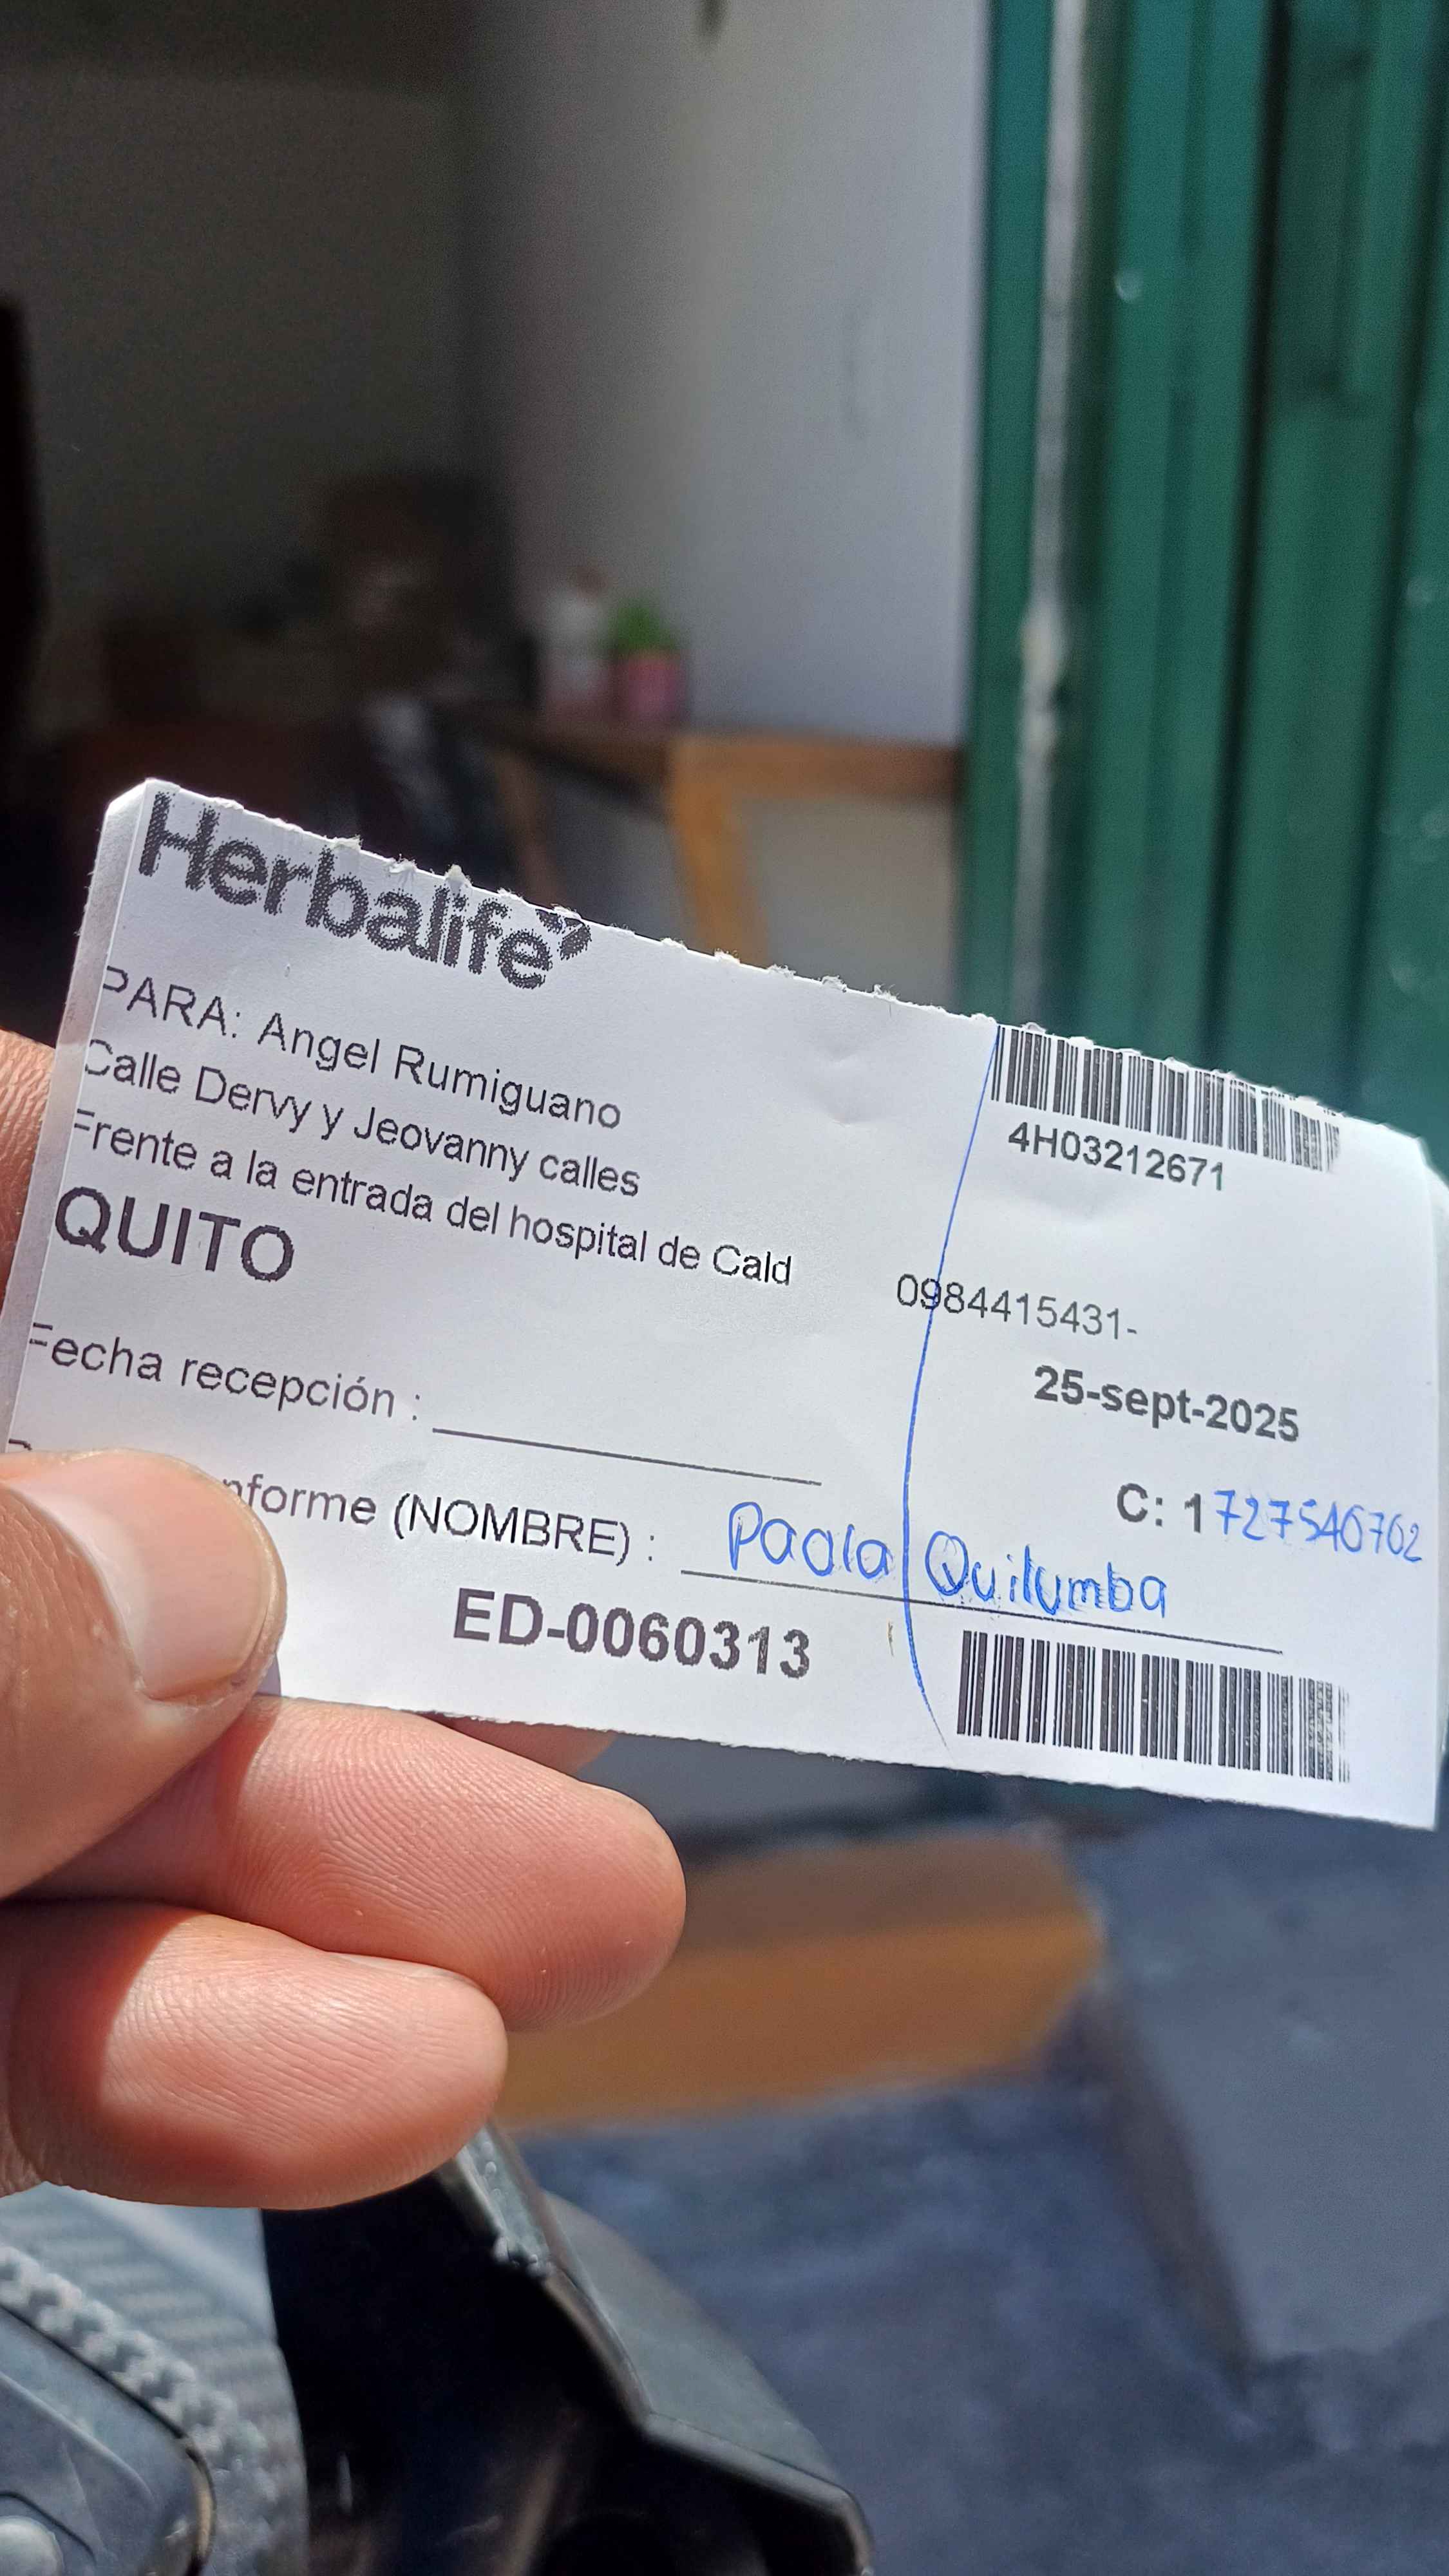 Herbalife
PARA: Angel Rumiguano
Calle Dervy y Jeovanny calles
Frente a la entrada del hospital de Cald
QUITO
4H03212671
0984415431-
25-sept-2025
Fecha recepción :
C: 1727540702
nforme (NOMBRE) : Paola Quilumba
ED-0060313